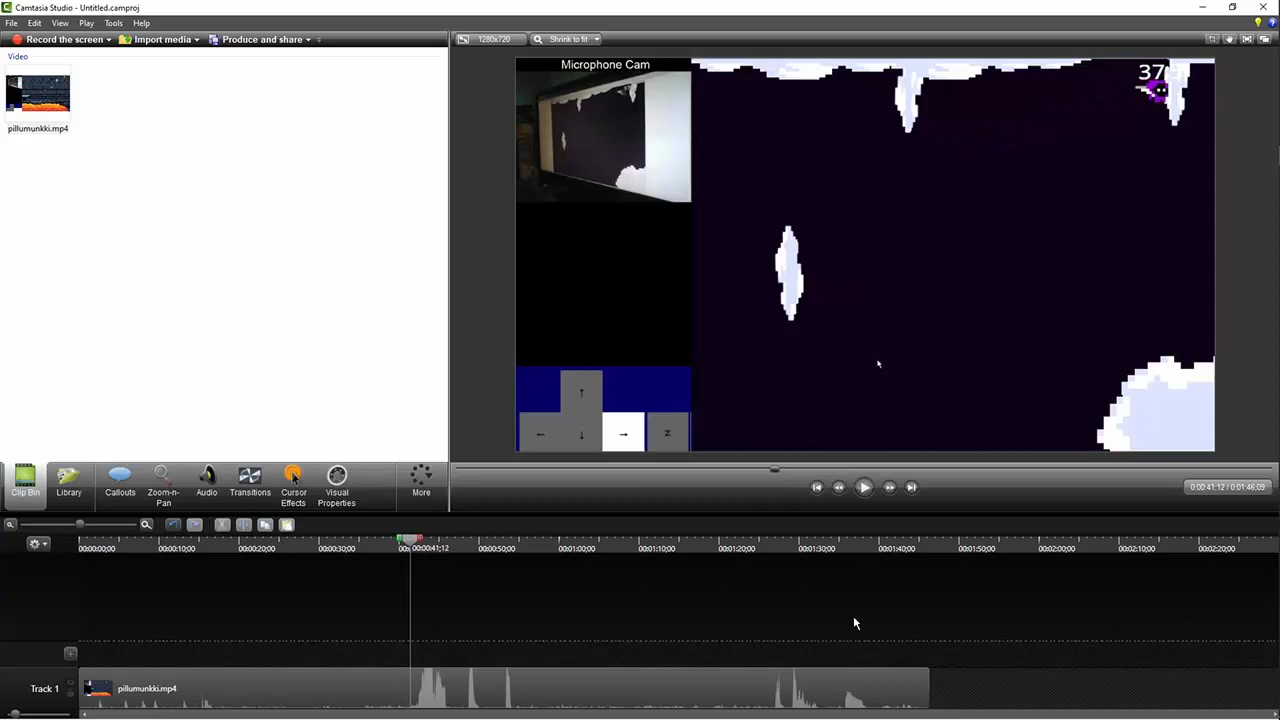 Camtasia Studio - Untitled.camproj
File Edit View Play Tools Help
Record the screen Import media Produce and share
1280x720 Shrink to fit
Video
pillumunkki.mp4
Microphone Cam
↑
← ↓ → Z
Clip Bin Library Callouts Zoom-n-Pan Audio Transitions Cursor Effects Visual Properties More
0:00:41;12 / 0:01:46;09
00:00:00;00 00:00:10;00 00:00:20;00 00:00:30;00 00:00:41;12 00:00:50;00 00:01:00;00 00:01:10;00 00:01:20;00 00:01:30;00 00:01:40;00 00:01:50;00 00:02:00;00 00:02:10;00 00:02:20;00
Track 1 pillumunkki.mp4